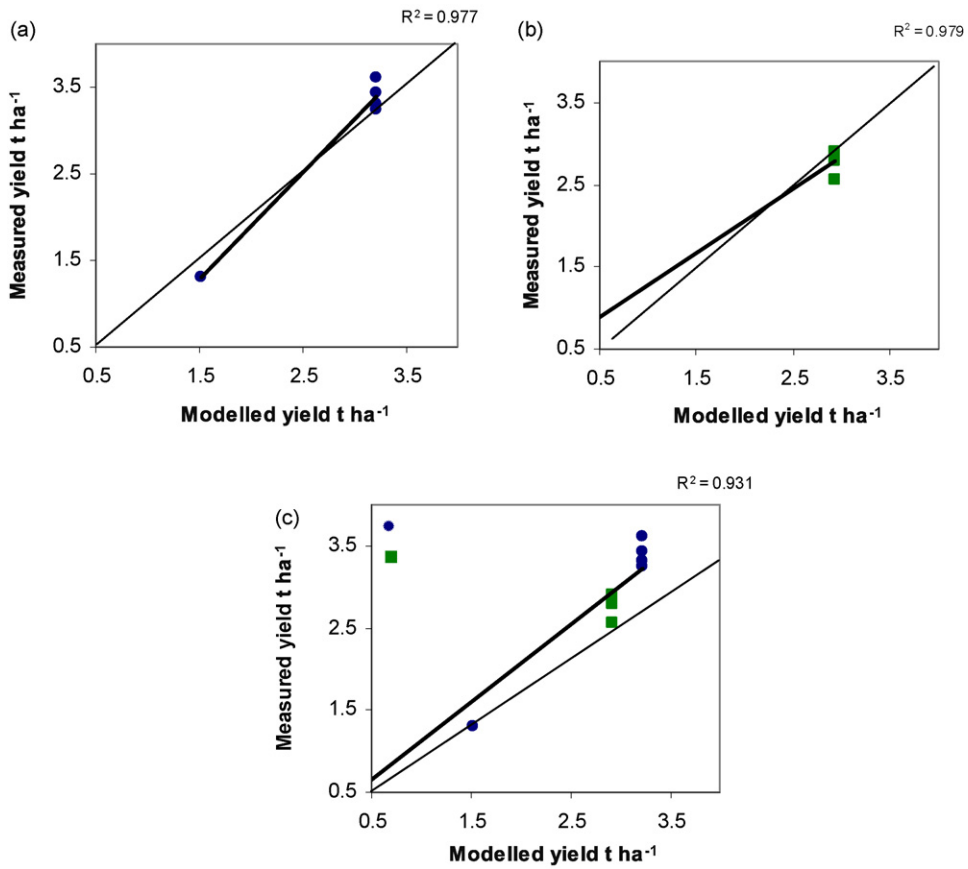 (a)
R² = 0.977
3.5
2.5
1.5
0.5
Measured yield t ha⁻¹
0.5 1.5 2.5 3.5
Modelled yield t ha⁻¹
(b)
R² = 0.979
3.5
2.5
1.5
0.5
Measured yield t ha⁻¹
0.5 1.5 2.5 3.5
Modelled yield t ha⁻¹
(c)
R² = 0.931
3.5
2.5
1.5
0.5
Measured yield t ha⁻¹
0.5 1.5 2.5 3.5
Modelled yield t ha⁻¹